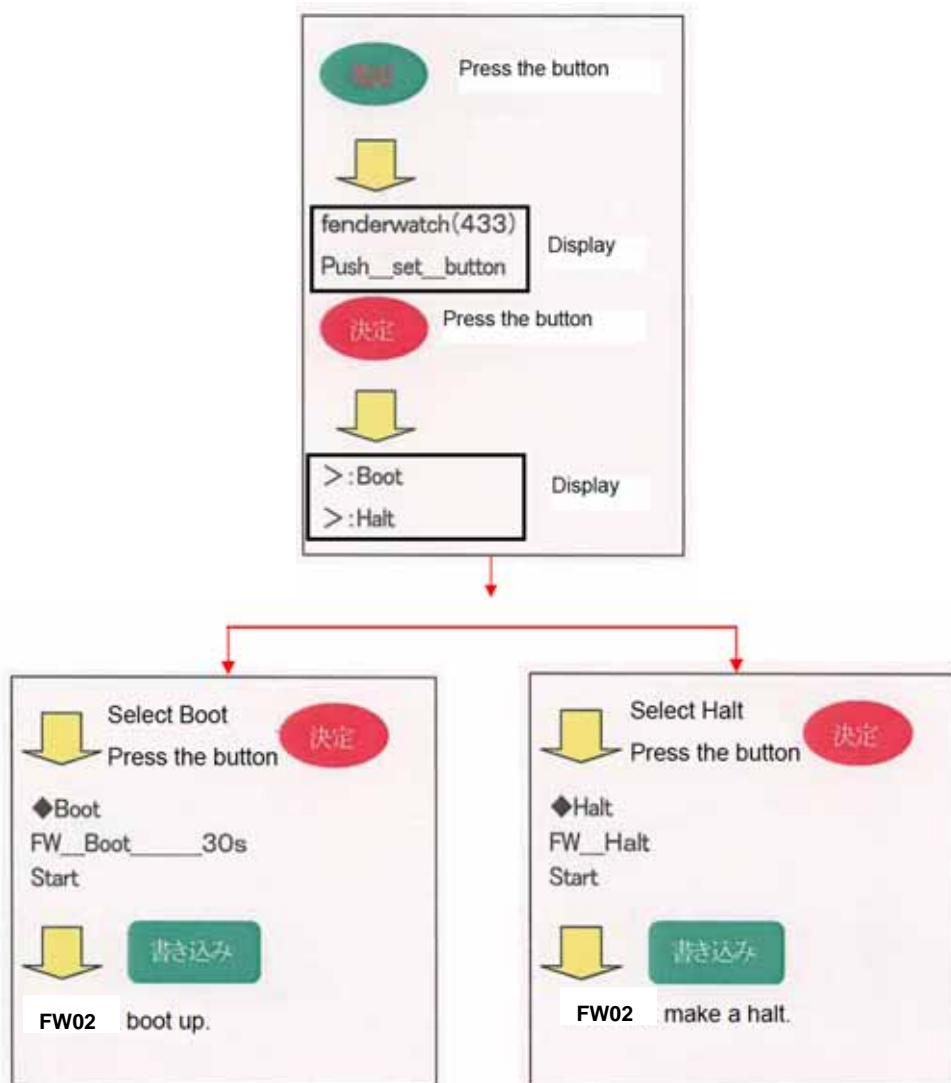 Press the button
fenderwatch(433)
Push__set__button
Display
決定
Press the button
>:Boot
>:Halt
Display
Select Boot
Press the button
決定
◆Boot
FW__Boot______30s
Start
書き込み
FW02 boot up.
Select Halt
Press the button
決定
◆Halt
FW__Halt
Start
書き込み
FW02 make a halt.